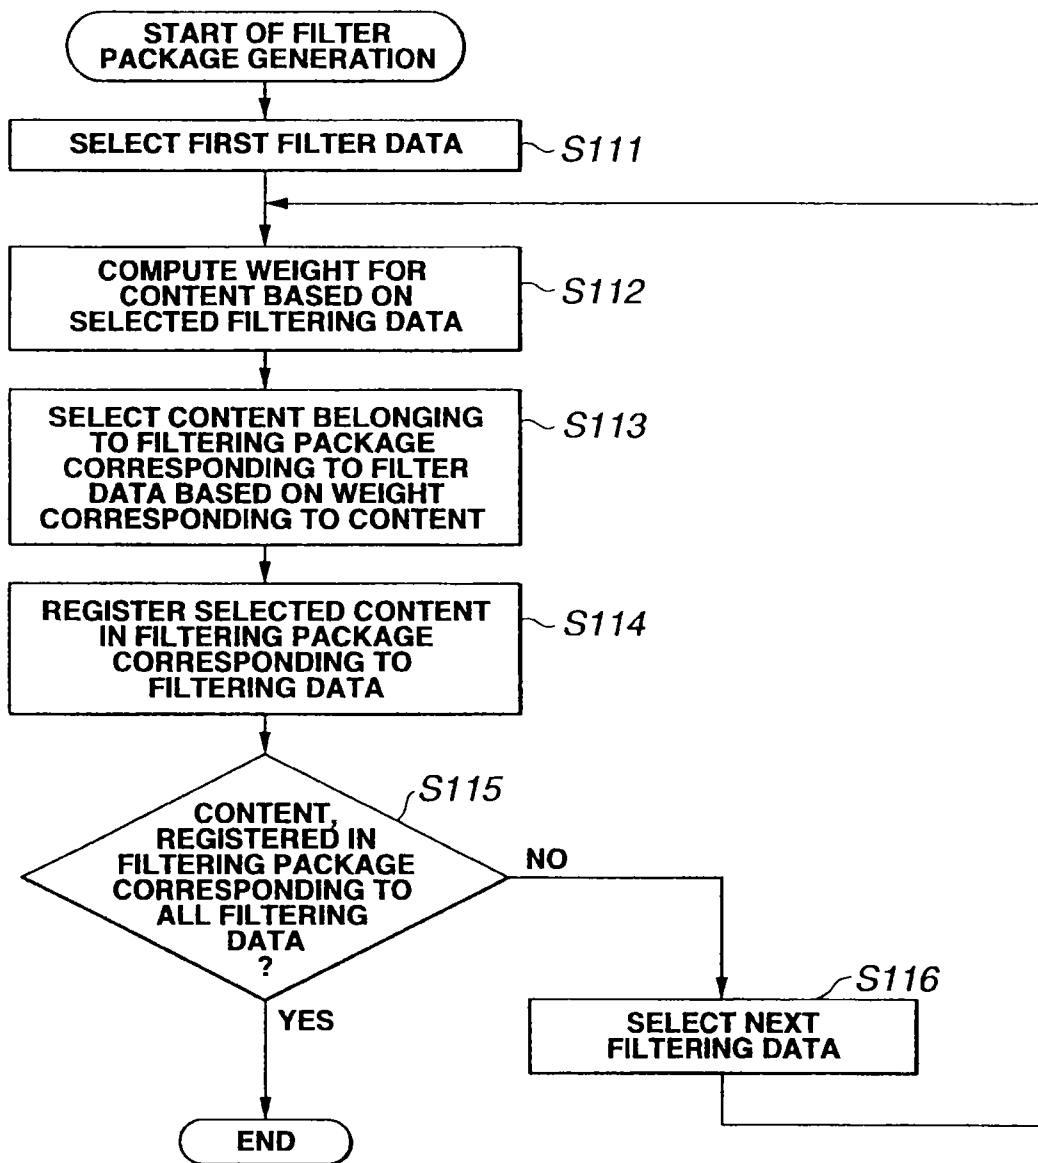 START OF FILTER
PACKAGE GENERATION
SELECT FIRST FILTER DATA
S111
COMPUTE WEIGHT FOR
CONTENT BASED ON
SELECTED FILTERING DATA
S112
SELECT CONTENT BELONGING
TO FILTERING PACKAGE
CORRESPONDING TO FILTER
DATA BASED ON WEIGHT
CORRESPONDING TO CONTENT
S113
REGISTER SELECTED CONTENT
IN FILTERING PACKAGE
CORRESPONDING TO
FILTERING DATA
S114
S115
CONTENT,
REGISTERED IN
FILTERING PACKAGE
CORRESPONDING TO
ALL FILTERING
DATA
?
NO
YES
S116
SELECT NEXT
FILTERING DATA
END